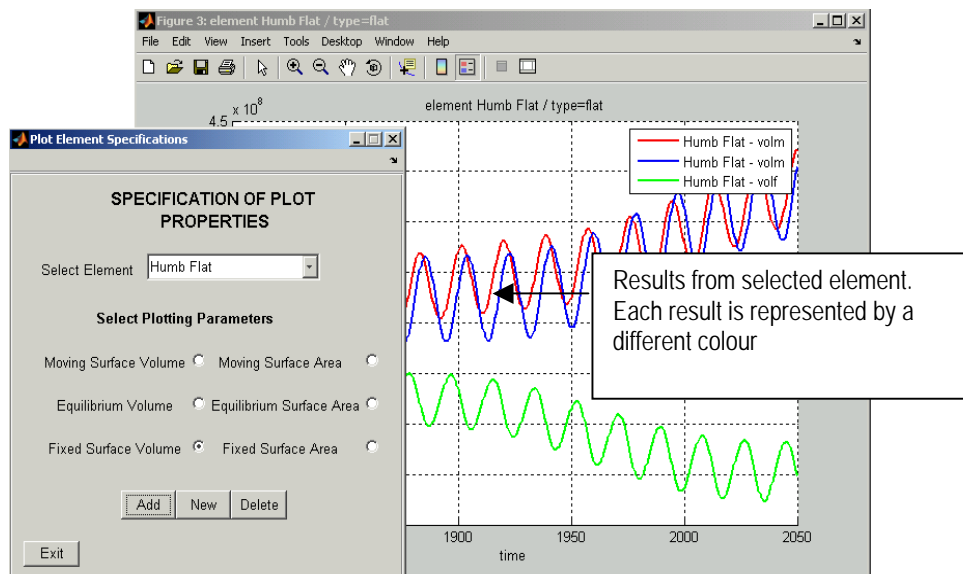 Figure 3: element Humb Flat / type=flat
File Edit View Insert Tools Desktop Window Help
x 10^8
element Humb Flat / type=flat
4.5
Humb Flat - volm
Humb Flat - volm
Humb Flat - volf
1900 1950 2000 2050
time
Plot Element Specifications
SPECIFICATION OF PLOT
PROPERTIES
Select Element Humb Flat
Select Plotting Parameters
Moving Surface Volume Moving Surface Area
Equilibrium Volume Equilibrium Surface Area
Fixed Surface Volume Fixed Surface Area
Add New Delete
Exit
Results from selected element.
Each result is represented by a
different colour